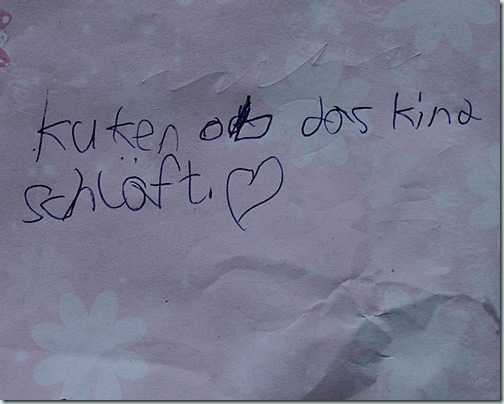 kuken ob das kind
schläft.♡